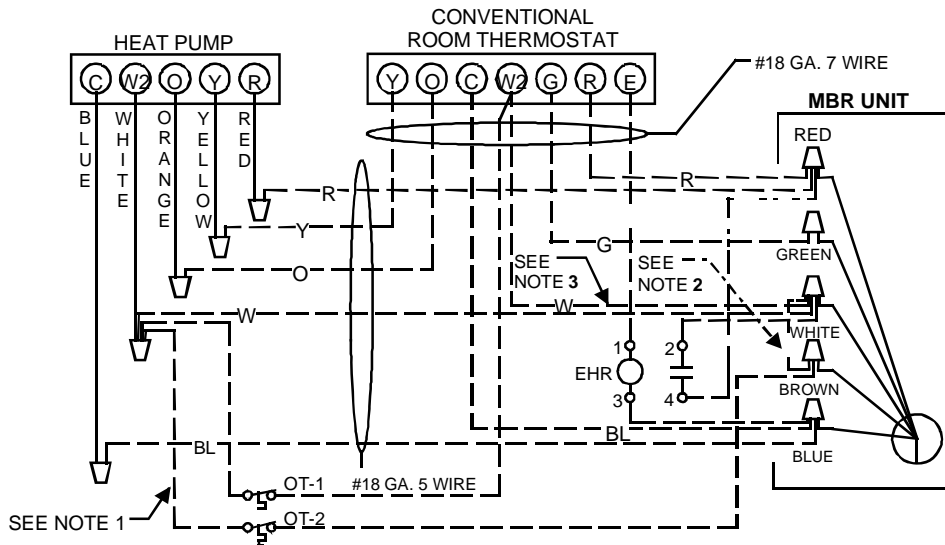 CONVENTIONAL
ROOM THERMOSTAT
HEAT PUMP
C W2 O Y R
Y O C W2 G R E
#18 GA. 7 WIRE
MBR UNIT
BLUE
WHITE
ORANGE
YELLOW
RED
RED
R
R
Y
G
GREEN
O
SEE
NOTE 3
SEE
NOTE 2
W
W
WHITE
1
2
EHR
BROWN
3
4
BL
BL
BLUE
OT-1
#18 GA. 5 WIRE
SEE NOTE 1
OT-2